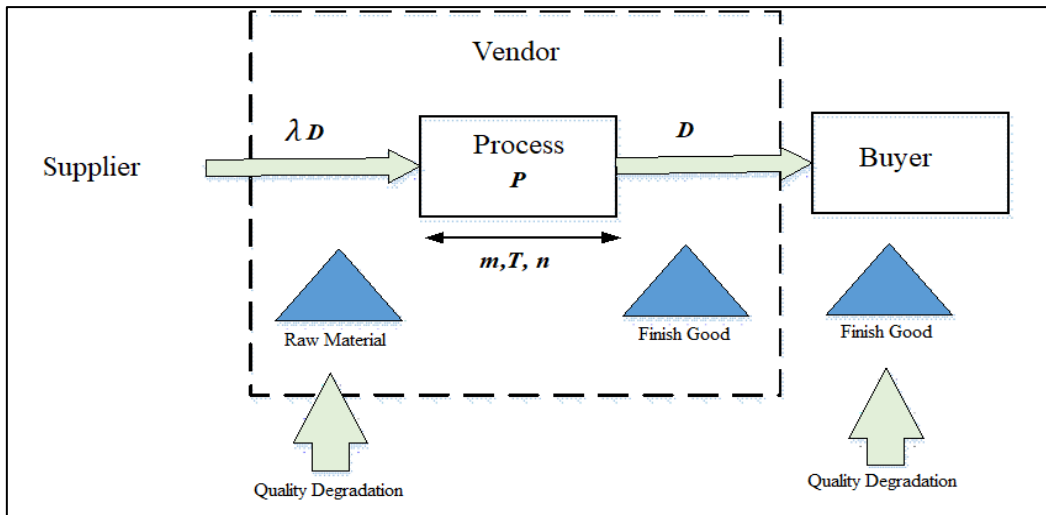 Vendor
λ D
Process
P
D
Supplier
Buyer
m,T, n
Raw Material
Finish Good
Finish Good
Quality Degradation
Quality Degradation